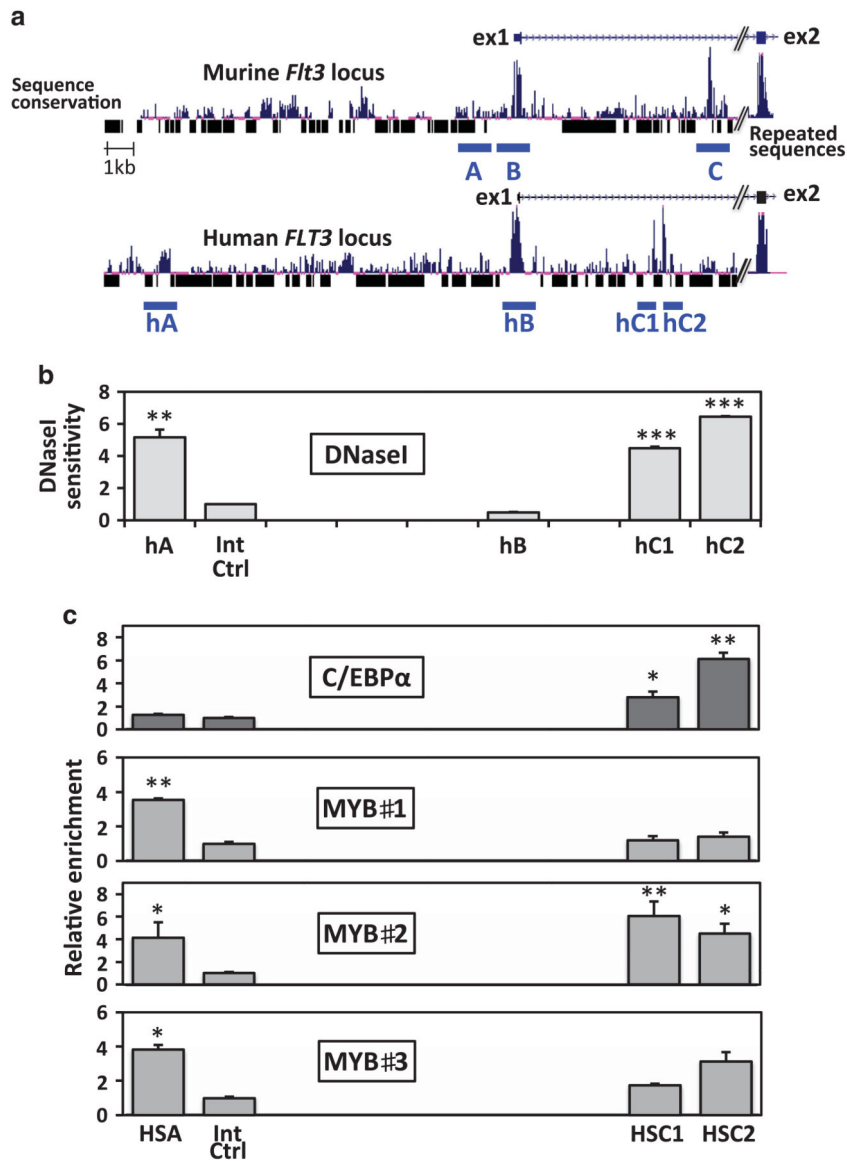 a
ex1
ex2
Murine Flt3 locus
Sequence
conservation
Repeated
sequences
1kb
A
B
C
ex1
ex2
Human FLT3 locus
hA
hB
hC1
hC2
b
DNaseI
sensitivity
8
6
4
2
0
**
DNaseI
***
***
hA
Int
Ctrl
hB
hC1
hC2
c
Relative enrichment
8
6
4
2
0
C/EBPα
*
**
6
4
2
0
**
MYB#1
8
6
4
2
0
*
MYB#2
**
*
6
4
2
0
*
MYB#3
HSA
Int
Ctrl
HSC1
HSC2